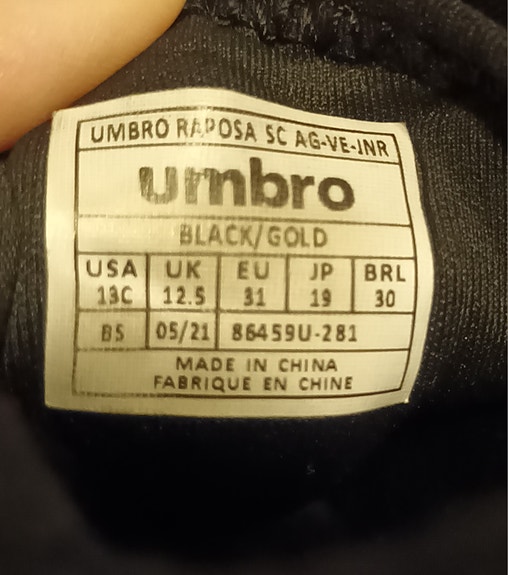 UMBRO RAPOSA SC AG-VE-JNR
umbro
BLACK/GOLD
USA UK EU JP BRL
13C 12.5 31 19 30
BS 05/21 86459U-281
MADE IN CHINA
FABRIQUE EN CHINE